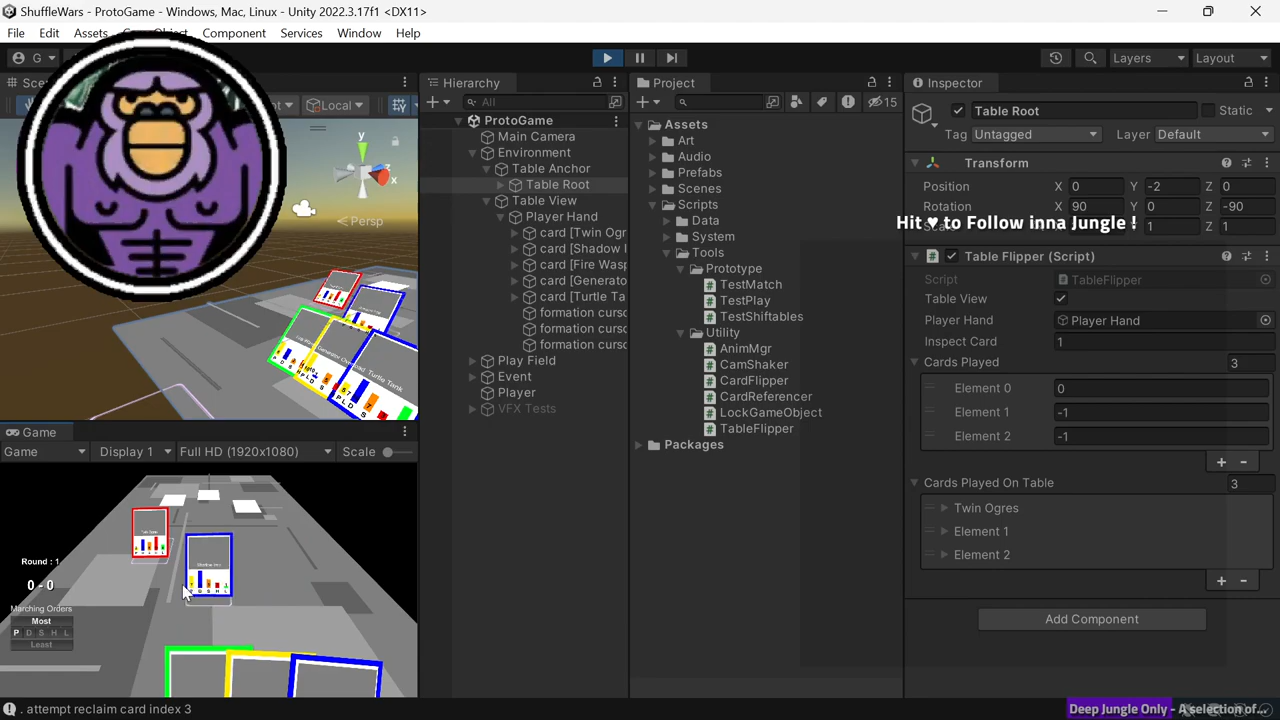 ShuffleWars - ProtoGame - Windows, Mac, Linux - Unity 2022.3.17f1 <DX11>
File Edit Assets Object Component Services Window Help
G Layers Layout
Local
y
x
Persp
Hierarchy
All
ProtoGame
Main Camera
Environment
Table Anchor
Table Root
Table View
Player Hand
card [Twin Ogr
card [Shadow I
card [Fire Wasp
card [Generato
card [Turtle Ta
formation curso
formation curso
formation curso
Play Field
Event
Player
VFX Tests
Project
15
Assets
Art
Audio
Prefabs
Scenes
Scripts
Data
System
Tools
Prototype
TestMatch
TestPlay
TestShiftables
Utility
AnimMgr
CamShaker
CardFlipper
CardReferencer
LockGameObject
TableFlipper
Packages
Inspector
Table Root Static
Tag Untagged Layer Default
Transform
Position X 0 Y -2 Z 0
Rotation X 90 Y 0 Z -90
Hit ♥ to Follow inna Jungle !
1 Z 1
Table Flipper (Script)
Script TableFlipper
Table View
Player Hand Player Hand
Inspect Card 1
Cards Played 3
Element 0 0
Element 1 -1
Element 2 -1
Cards Played On Table 3
Twin Ogres
Element 1
Element 2
Add Component
Game
Game Display 1 Full HD (1920x1080) Scale
Round : 1
0 - 0
Marching Orders
Most
P D S H L
Least
. attempt reclaim card index 3
Deep Jungle Only - A selection of...